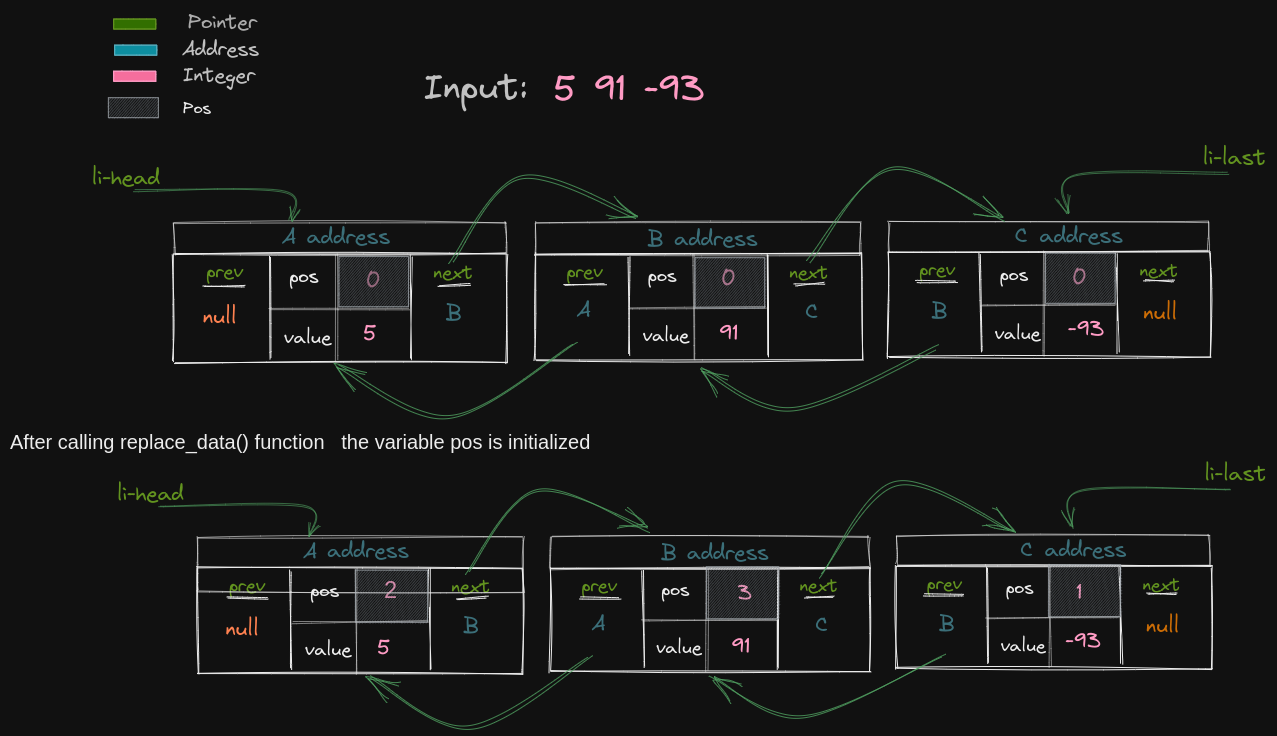 Pointer
Address
Integer
Pos
Input: 5 91 -93
li-head
li-last
A address
B address
C address
prev pos 0 next
null value 5 B
prev pos 0 next
A value 91 C
prev pos 0 next
B value -93 null
After calling replace_data() function the variable pos is initialized
li-head
li-last
A address
B address
C address
prev pos 2 next
null value 5 B
prev pos 3 next
A value 91 C
prev pos 1 next
B value -93 null